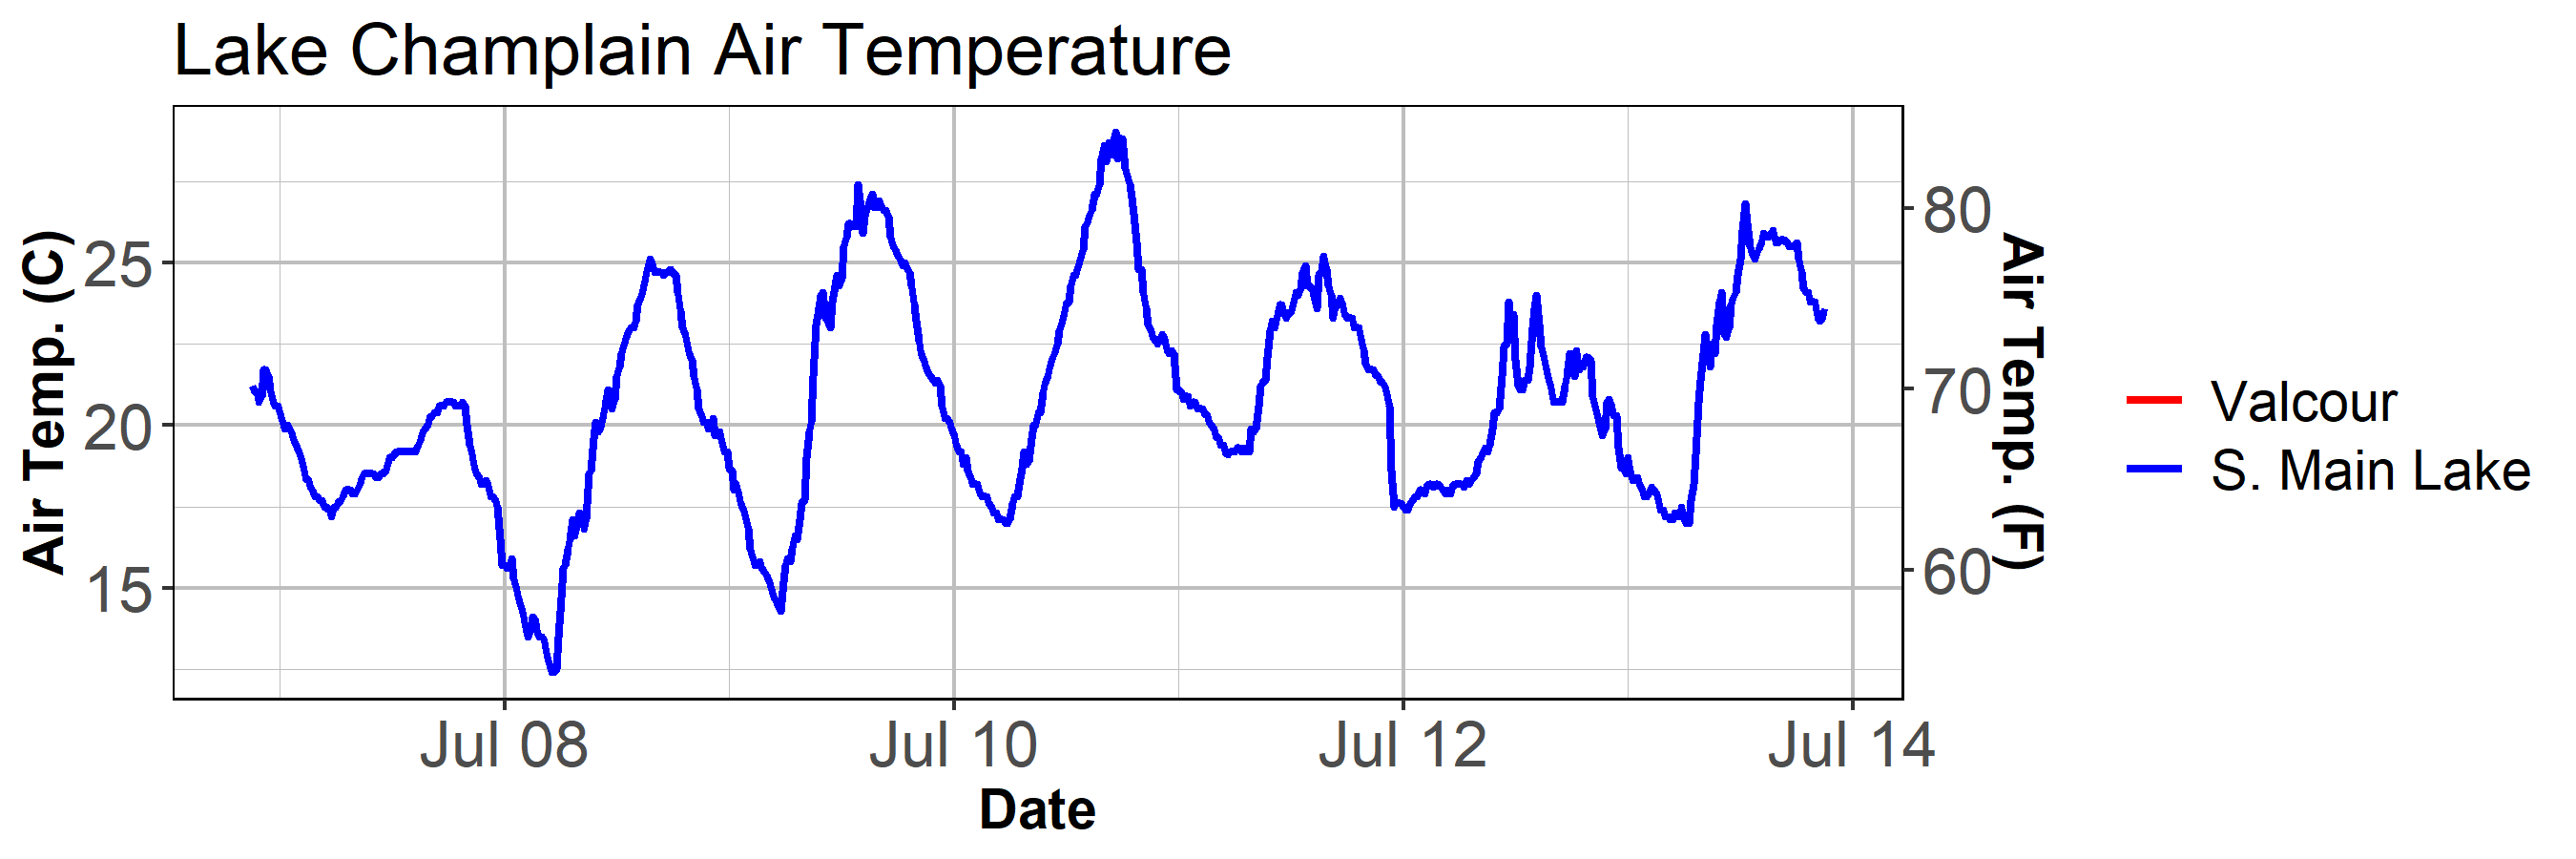 Lake Champlain Air Temperature
Air Temp. (C)
25
20
15
80
70
60
Air Temp. (F)
Jul 08
Jul 10
Jul 12
Jul 14
Date
Valcour
S. Main Lake